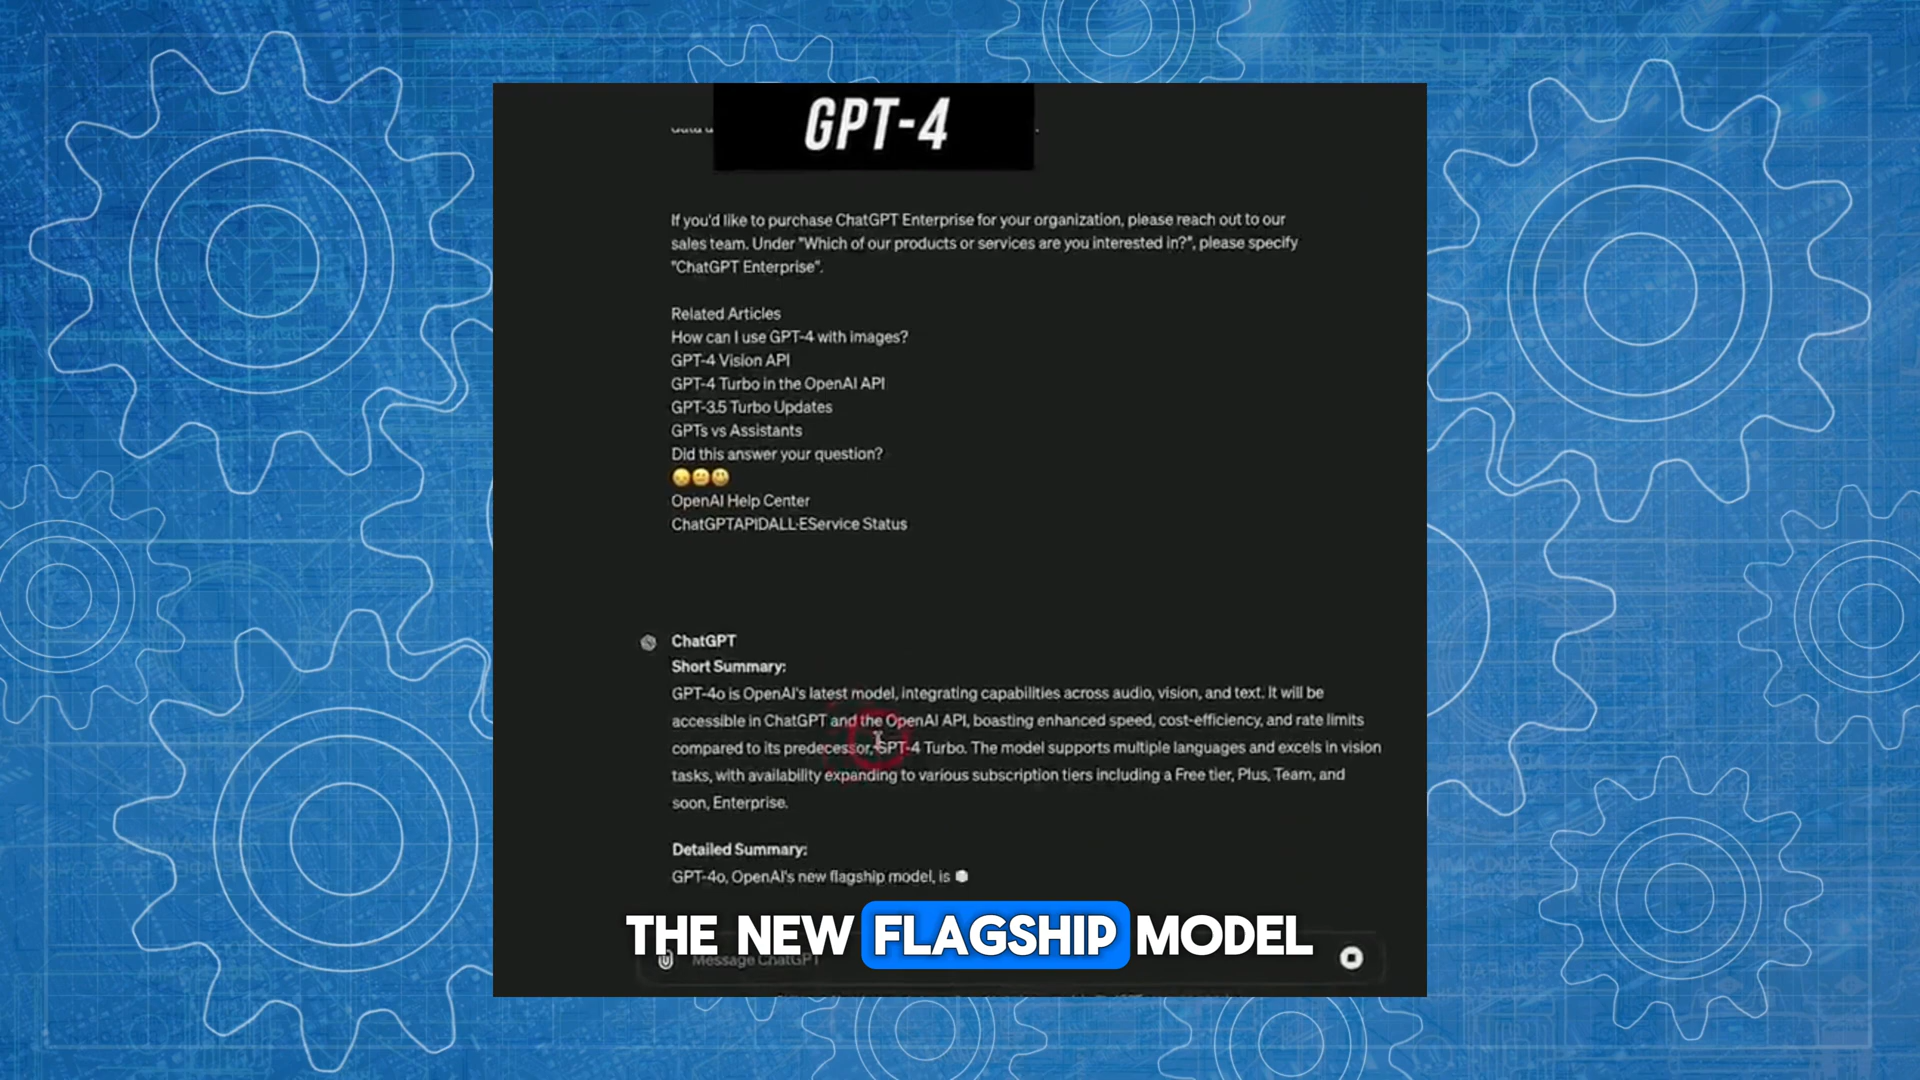 GPT-4
If you'd like to purchase ChatGPT Enterprise for your organization, please reach out to our
sales team. Under "Which of our products or services are you interested in?", please specify
"ChatGPT Enterprise".
Related Articles
How can I use GPT-4 with images?
GPT-4 Vision API
GPT-4 Turbo in the OpenAI API
GPT-3.5 Turbo Updates
GPTs vs Assistants
Did this answer your question?
😞😐😃
OpenAI Help Center
ChatGPTAPIDALL·EService Status
ChatGPT
Short Summary:
GPT-4o is OpenAI's latest model, integrating capabilities across audio, vision, and text. It will be
accessible in ChatGPT and the OpenAI API, boasting enhanced speed, cost-efficiency, and rate limits
compared to its predecessor, GPT-4 Turbo. The model supports multiple languages and excels in vision
tasks, with availability expanding to various subscription tiers including a Free tier, Plus, Team, and
soon, Enterprise.
Detailed Summary:
GPT-4o, OpenAI's new flagship model, is
THE NEW FLAGSHIP MODEL
Message ChatGPT